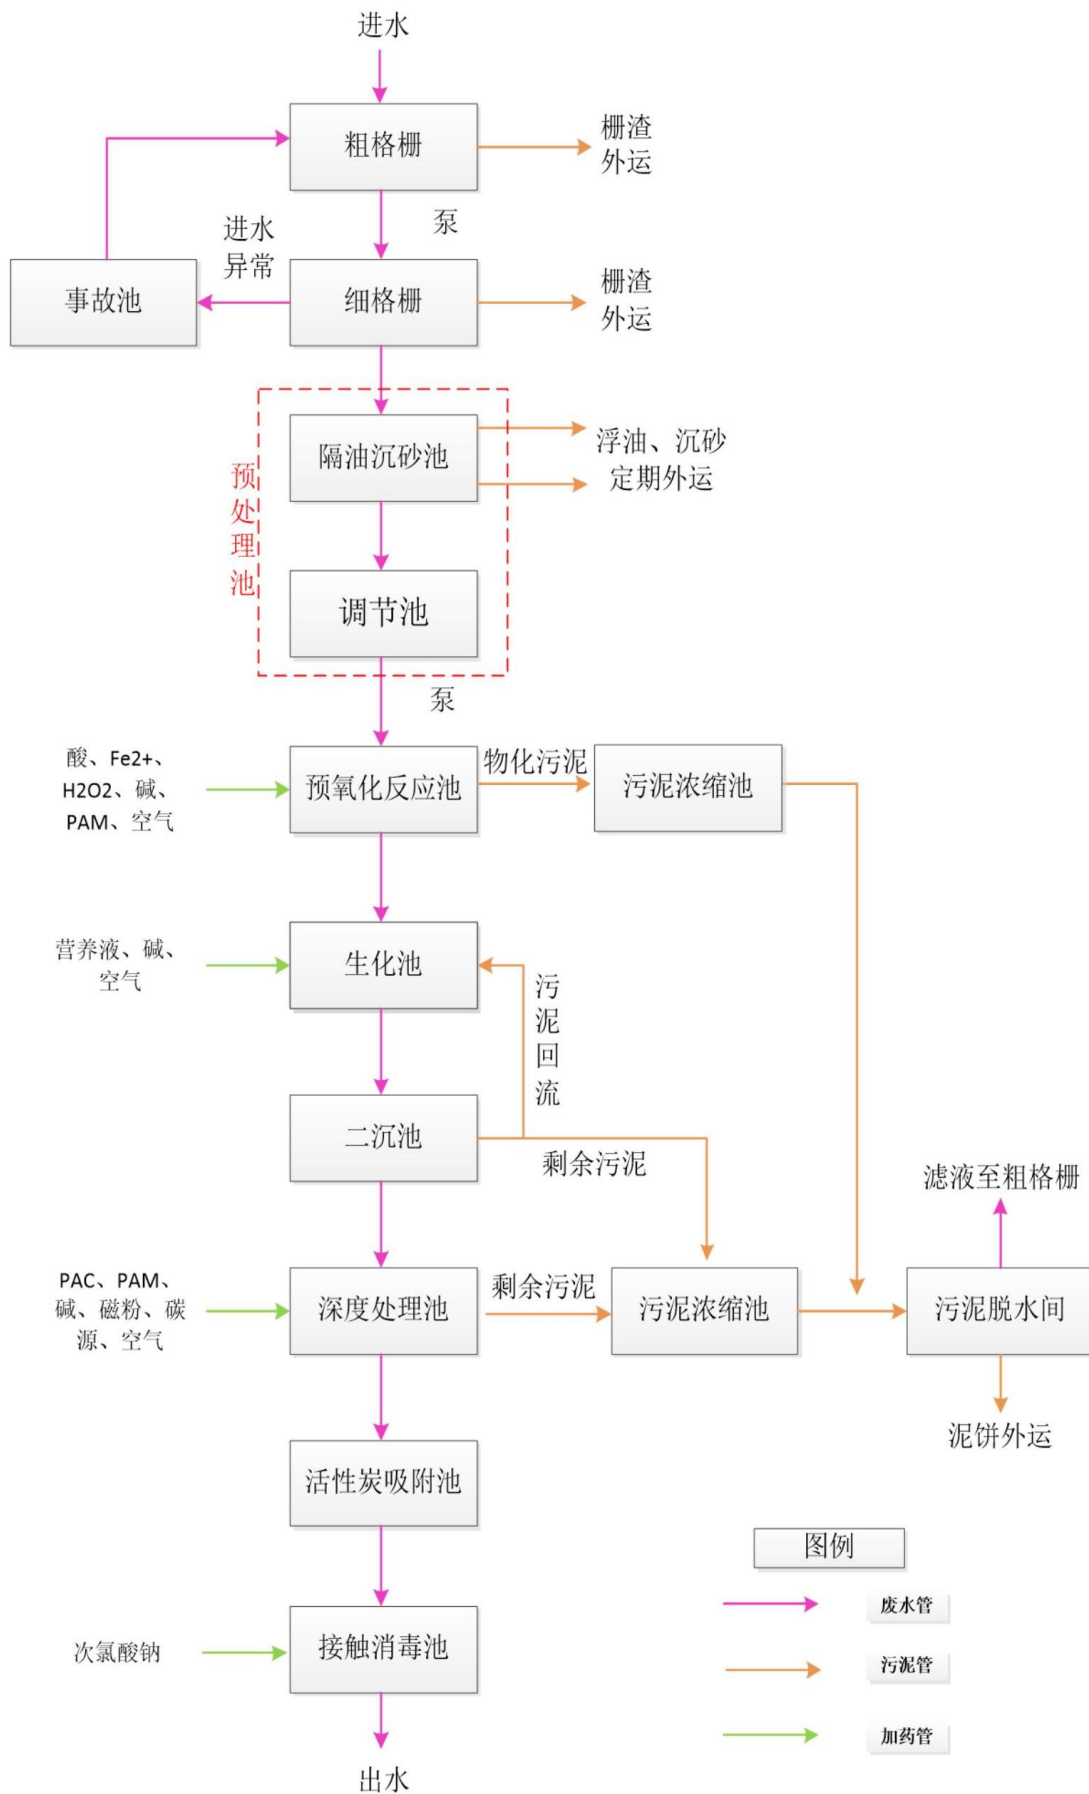 进水
粗格栅
栅渣
外运
泵
进水
异常
事故池
细格栅
栅渣
外运
预
处
理
池
隔油沉砂池
浮油、沉砂
定期外运
调节池
泵
酸、Fe2+、
H2O2、碱、
PAM、空气
预氧化反应池
物化污泥
污泥浓缩池
营养液、碱、
空气
生化池
污
泥
回
流
二沉池
剩余污泥
滤液至粗格栅
PAC、PAM、
碱、磁粉、碳
源、空气
深度处理池
剩余污泥
污泥浓缩池
污泥脱水间
泥饼外运
活性炭吸附池
图例
废水管
次氯酸钠
接触消毒池
污泥管
加药管
出水